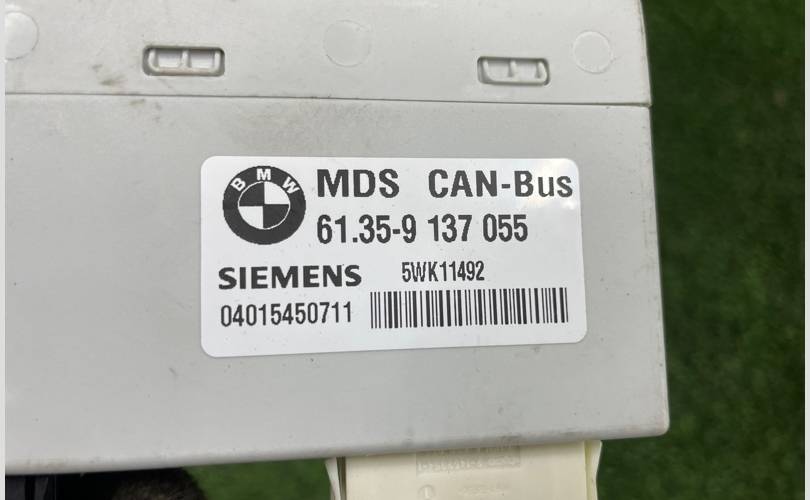 BMW
MDS CAN-Bus
61.35-9 137 055
SIEMENS 5WK11492
04015450711